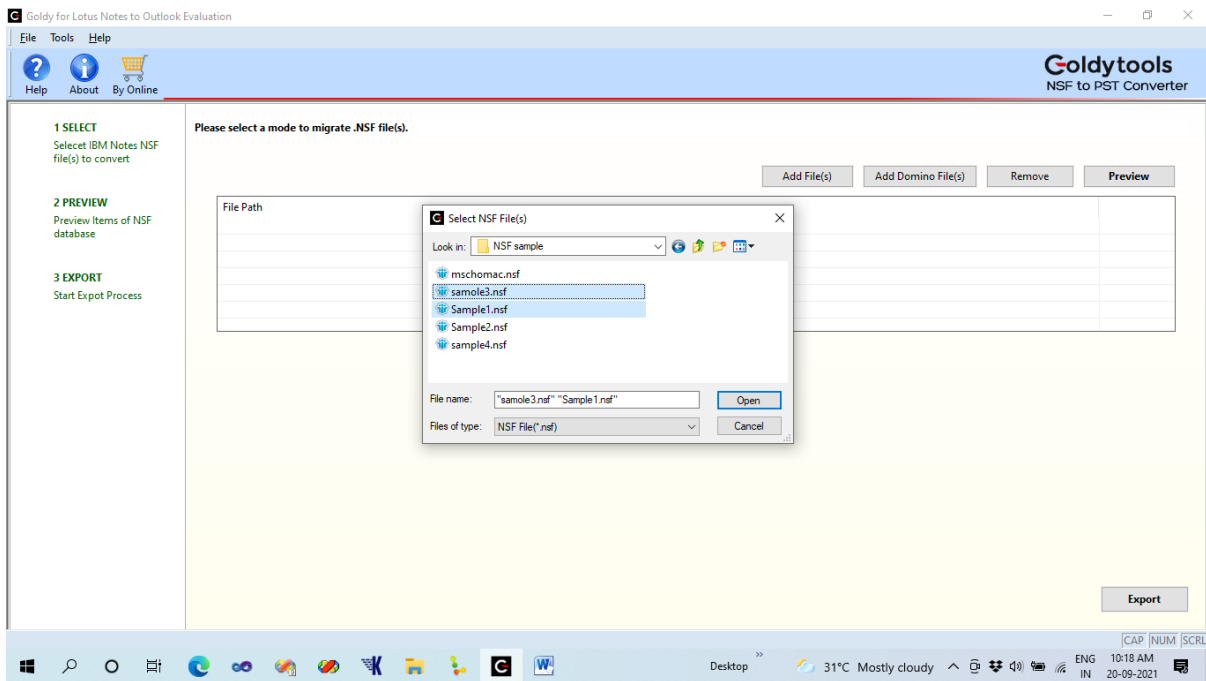 Goldy for Lotus Notes to Outlook Evaluation
File Tools Help
Help About By Online
Goldytools
NSF to PST Converter
1 SELECT
Selecet IBM Notes NSF
file(s) to convert
2 PREVIEW
Preview Items of NSF
database
3 EXPORT
Start Expot Process
Please select a mode to migrate .NSF file(s).
Add File(s) Add Domino File(s) Remove Preview
File Path
Select NSF File(s)
Look in: NSF sample
mschomac.nsf
samole3.nsf
Sample1.nsf
Sample2.nsf
sample4.nsf
File name: "samole3.nsf" "Sample1.nsf" Open
Files of type: NSF File(*.nsf) Cancel
Export
CAP NUM SCRL
Desktop 31°C Mostly cloudy ENG 10:18 AM
IN 20-09-2021